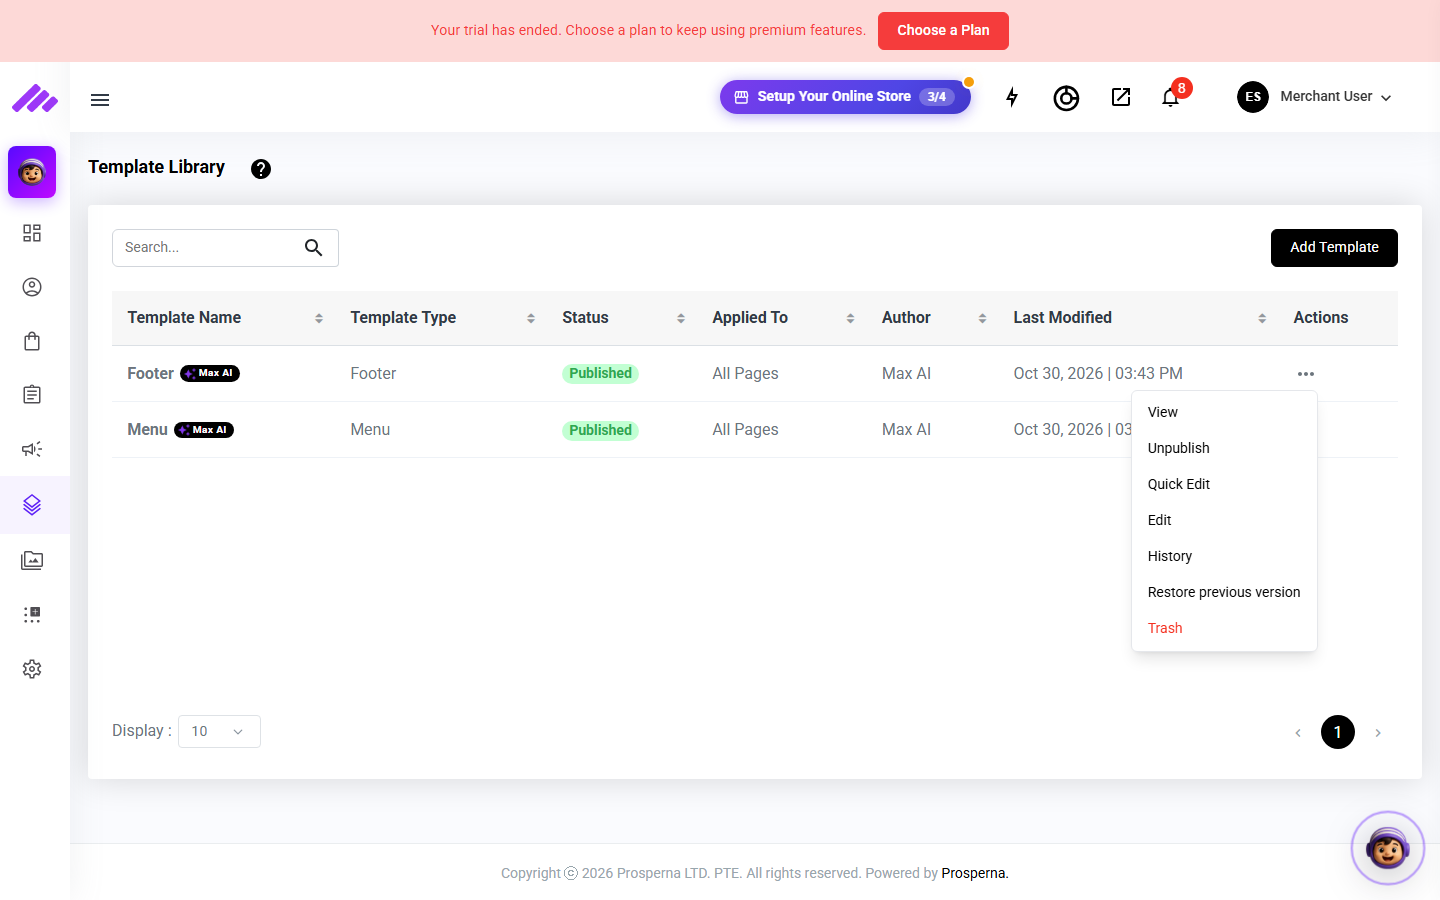 Your trial has ended. Choose a plan to keep using premium features. Choose a Plan
Setup Your Online Store 3/4 8 ES Merchant User
Template Library ?
Search... Add Template
Template Name Template Type Status Applied To Author Last Modified Actions
Footer Max AI Footer Published All Pages Max AI Oct 30, 2026 | 03:43 PM
Menu Max AI Menu Published All Pages Max AI Oct 30, 2026 | 03
View
Unpublish
Quick Edit
Edit
History
Restore previous version
Trash
Display : 10 1
Copyright © 2026 Prosperna LTD. PTE. All rights reserved. Powered by Prosperna.